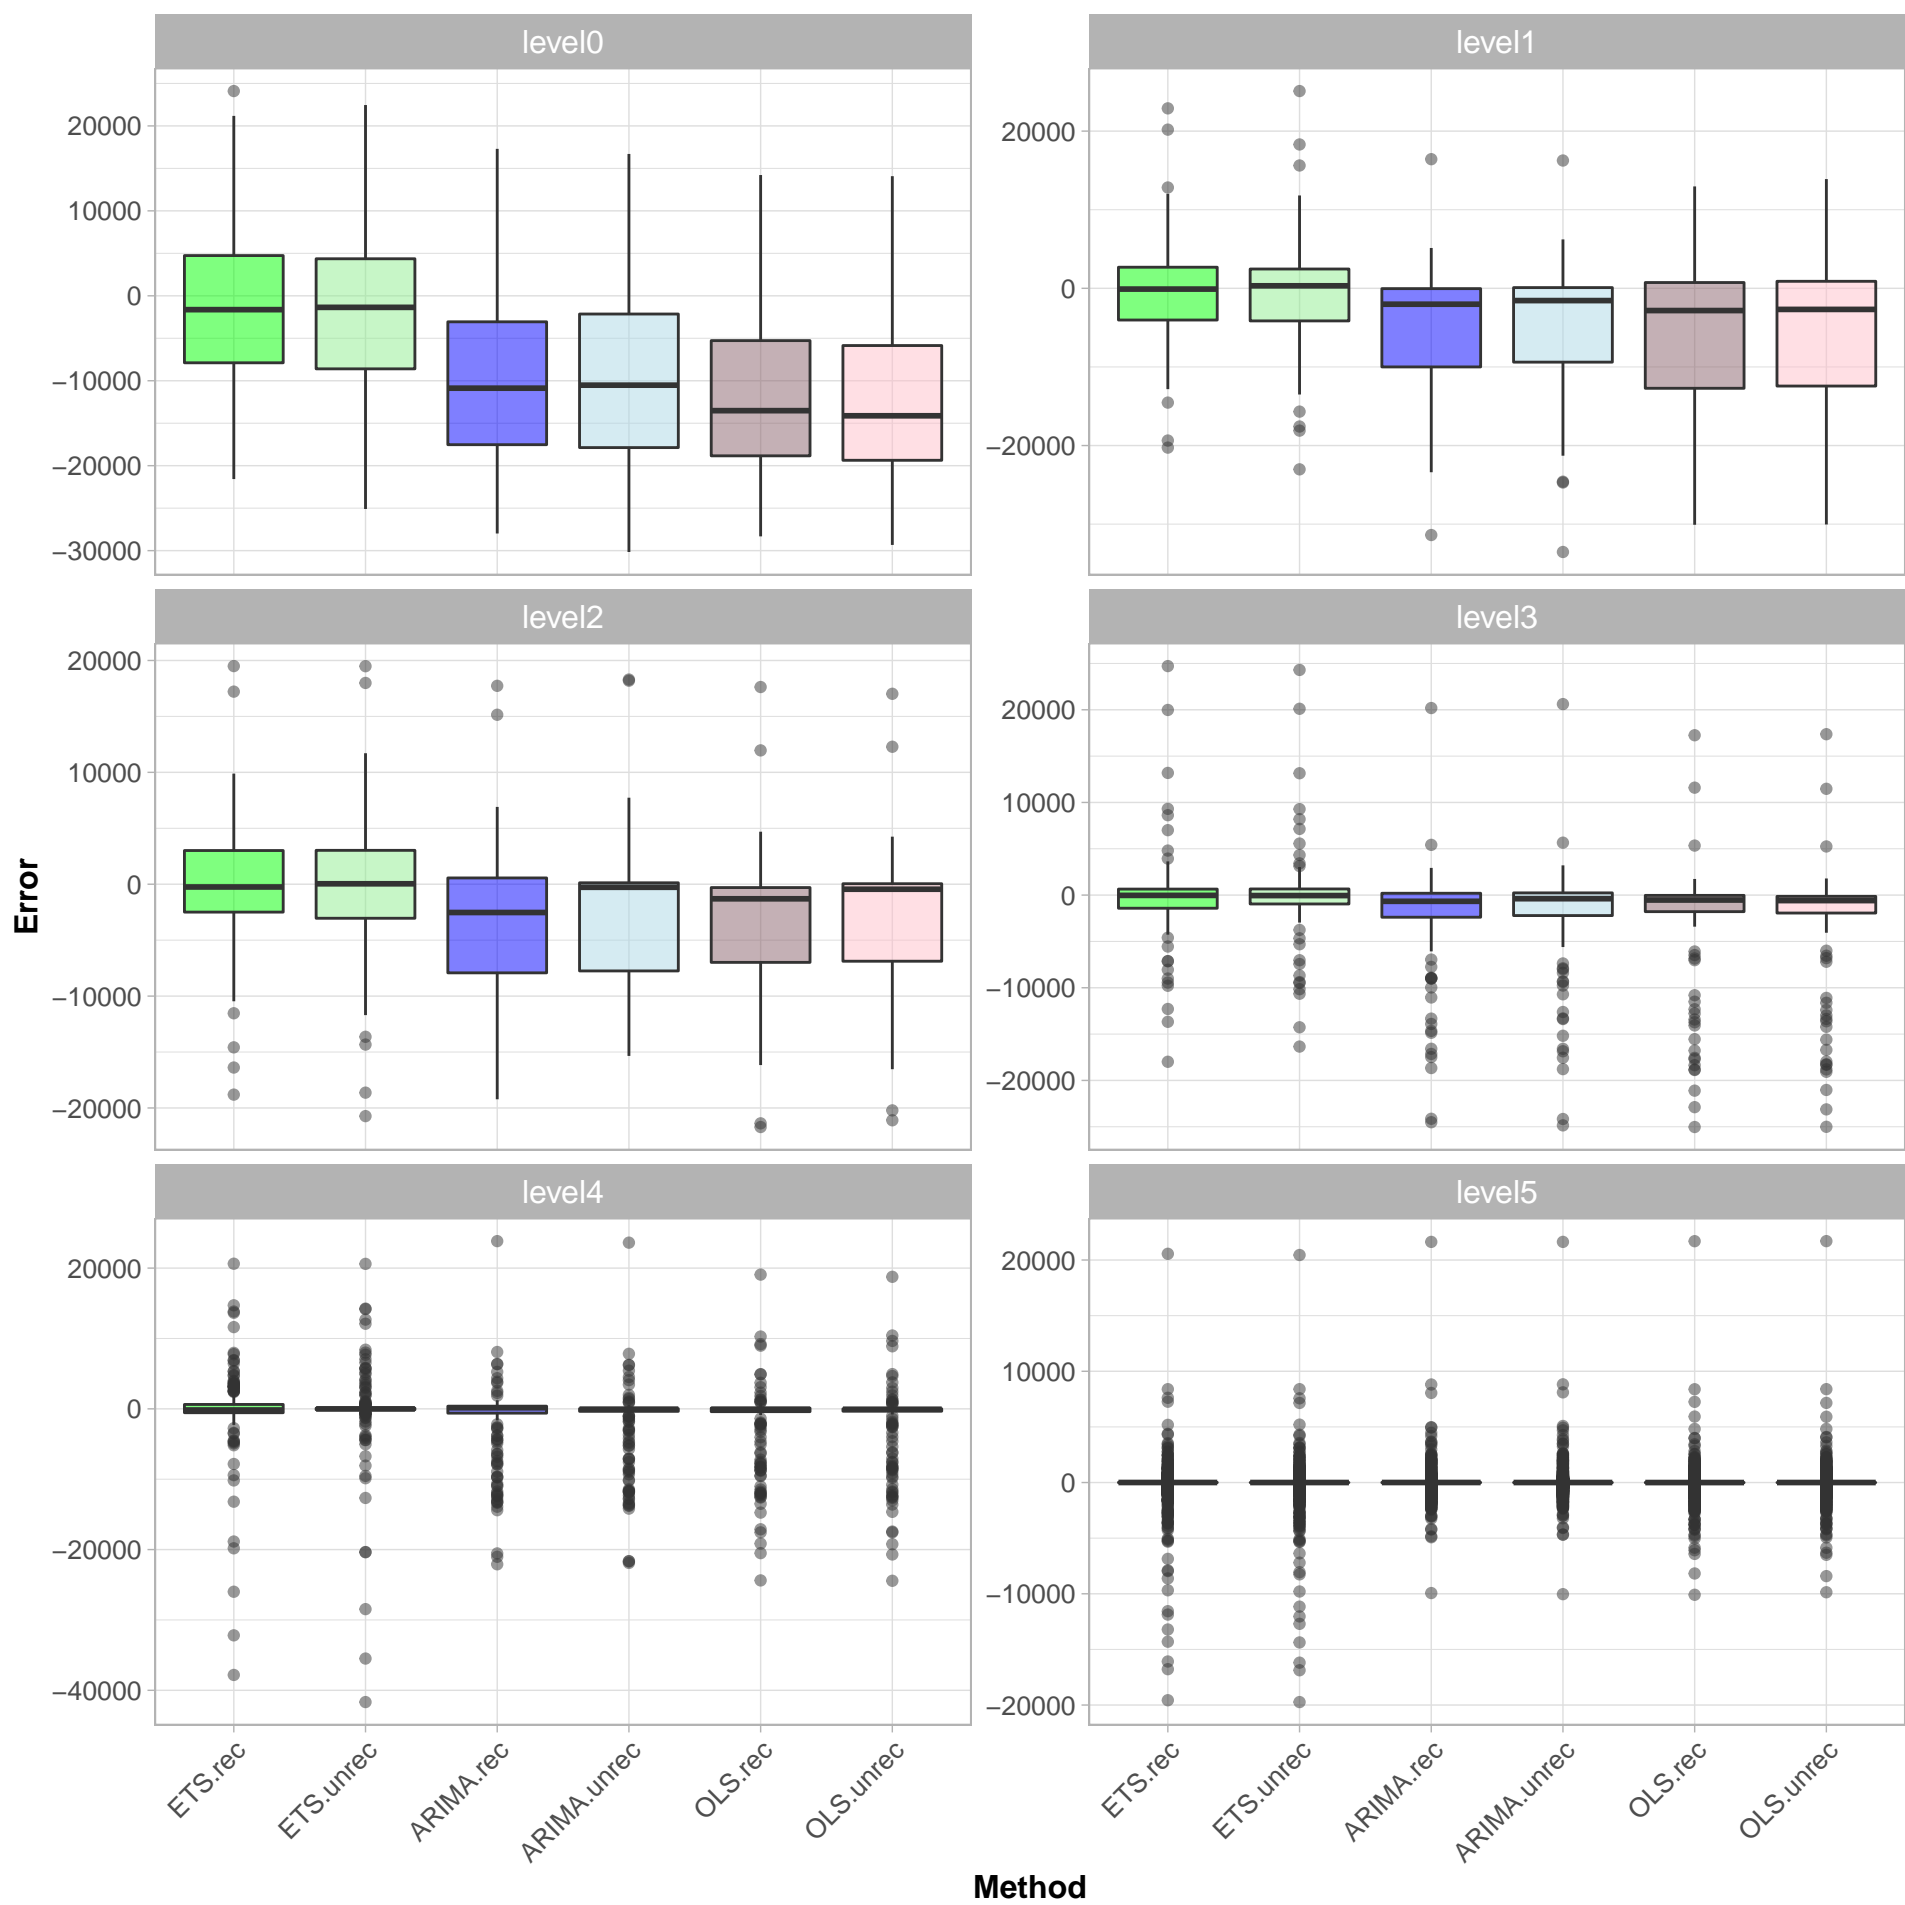 level0
level1
20000
10000
0
−10000
−20000
−30000
20000
0
−20000
level2
level3
20000
10000
0
−10000
−20000
20000
10000
0
−10000
−20000
level4
level5
20000
0
−20000
−40000
20000
10000
0
−10000
−20000
ETS.rec
ETS.unrec
ARIMA.rec
ARIMA.unrec
OLS.rec
OLS.unrec
ETS.rec
ETS.unrec
ARIMA.rec
ARIMA.unrec
OLS.rec
OLS.unrec
Error
Method